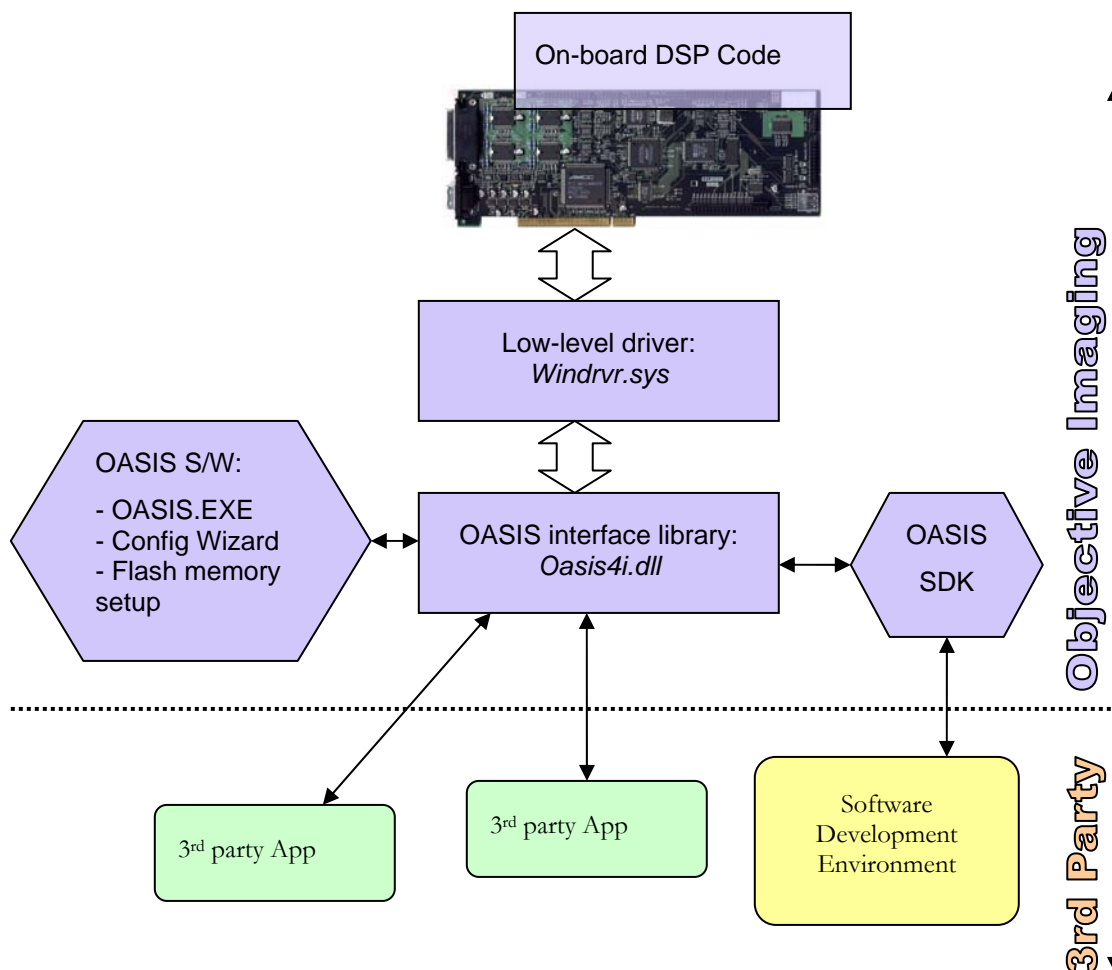 On-board DSP Code
Low-level driver:
Windrvr.sys
OASIS S/W:
- OASIS.EXE
- Config Wizard
- Flash memory
setup
OASIS interface library:
Oasis4i.dll
OASIS
SDK
Objective Imaging
3rd party App
3rd party App
Software
Development
Environment
3rd Party